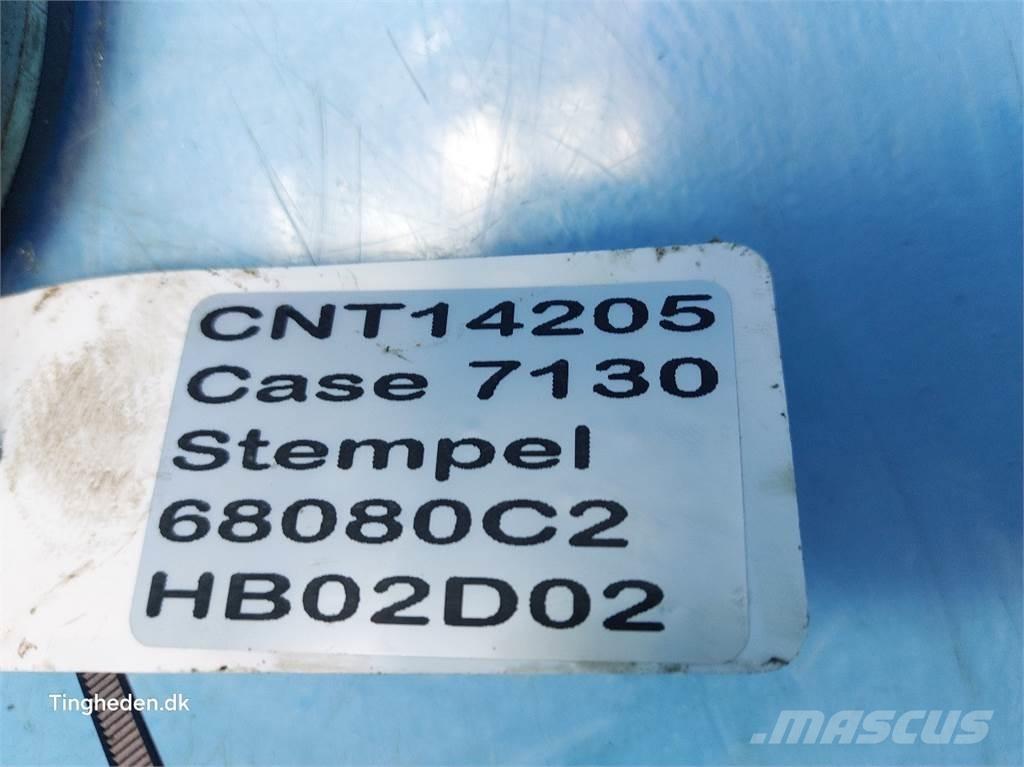 CNT14205
Case 7130
Stempel
68080C2
HB02D02
Tingheden.dk
MASCUS